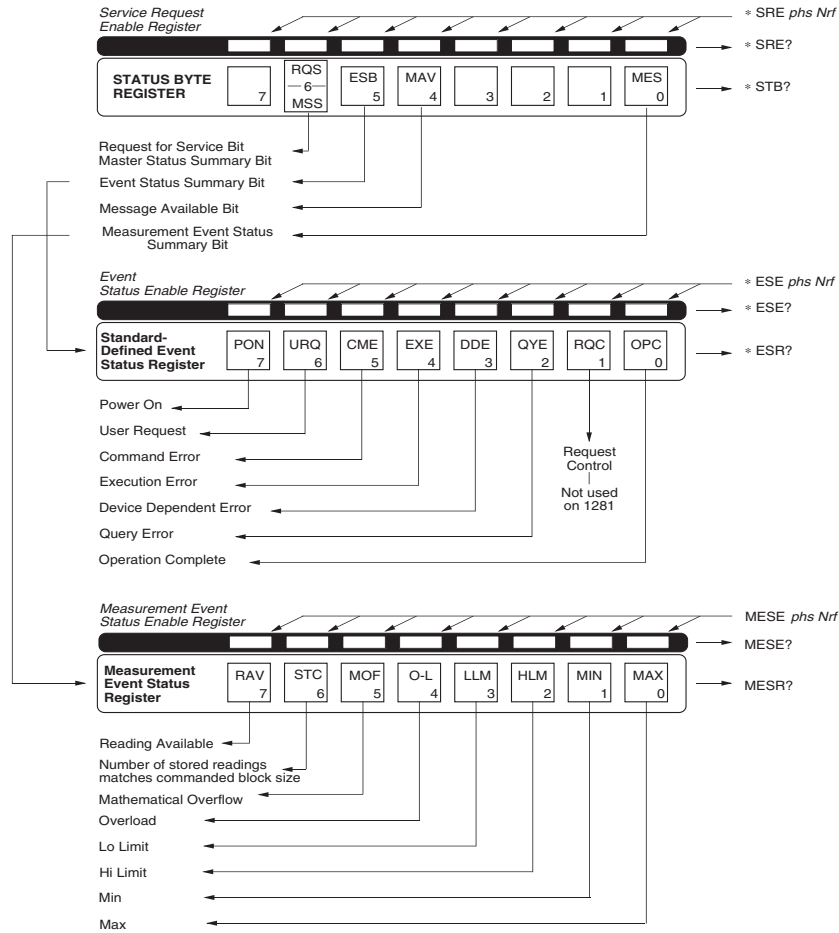 Service Request
Enable Register
∗ SRE phs Nrf
∗ SRE?
STATUS BYTE
REGISTER
7
RQS
6
MSS
ESB
5
MAV
4
3
2
1
MES
0
∗ STB?
Request for Service Bit
Master Status Summary Bit
Event Status Summary Bit
Message Available Bit
Measurement Event Status
Summary Bit
Event
Status Enable Register
∗ ESE phs Nrf
∗ ESE?
Standard-
Defined Event
Status Register
PON
7
URQ
6
CME
5
EXE
4
DDE
3
QYE
2
RQC
1
OPC
0
∗ ESR?
Power On
User Request
Command Error
Execution Error
Device Dependent Error
Query Error
Operation Complete
Request
Control
Not used
on 1281
Measurement Event
Status Enable Register
MESE phs Nrf
MESE?
Measurement
Event Status
Register
RAV
7
STC
6
MOF
5
O-L
4
LLM
3
HLM
2
MIN
1
MAX
0
MESR?
Reading Available
Number of stored readings
matches commanded block size
Mathematical Overflow
Overload
Lo Limit
Hi Limit
Min
Max